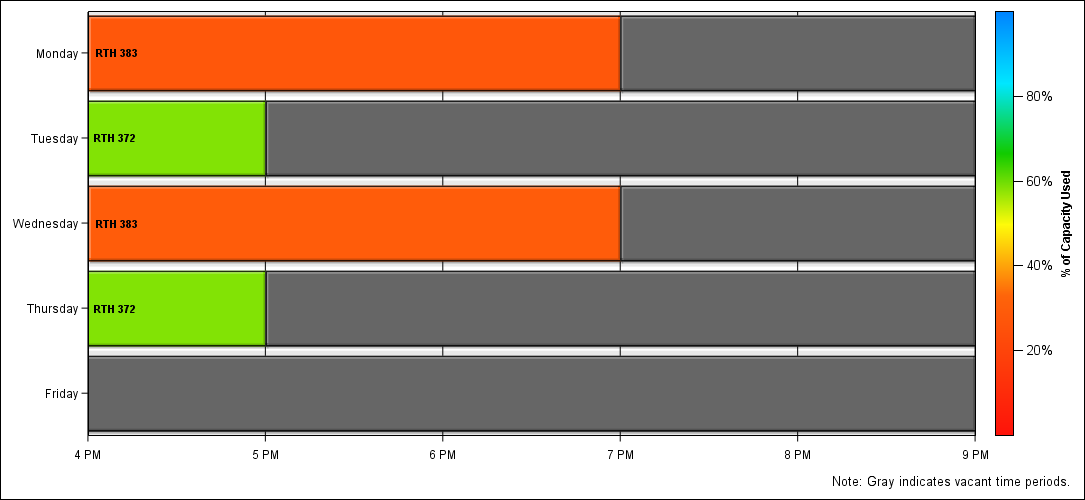 Monday
RTH 383
Tuesday
RTH 372
Wednesday
RTH 383
Thursday
RTH 372
Friday
4 PM
5 PM
6 PM
7 PM
8 PM
9 PM
80%
60%
40%
20%
% of Capacity Used
Note: Gray indicates vacant time periods.